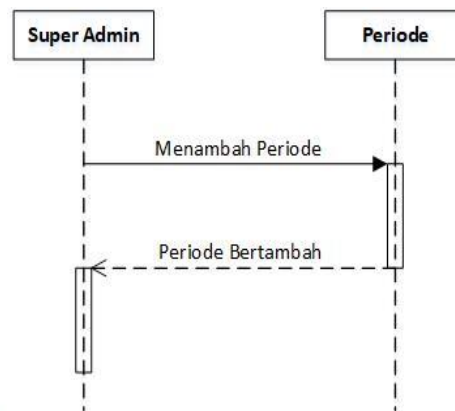 Super Admin
Periode
Menambah Periode
Periode Bertambah